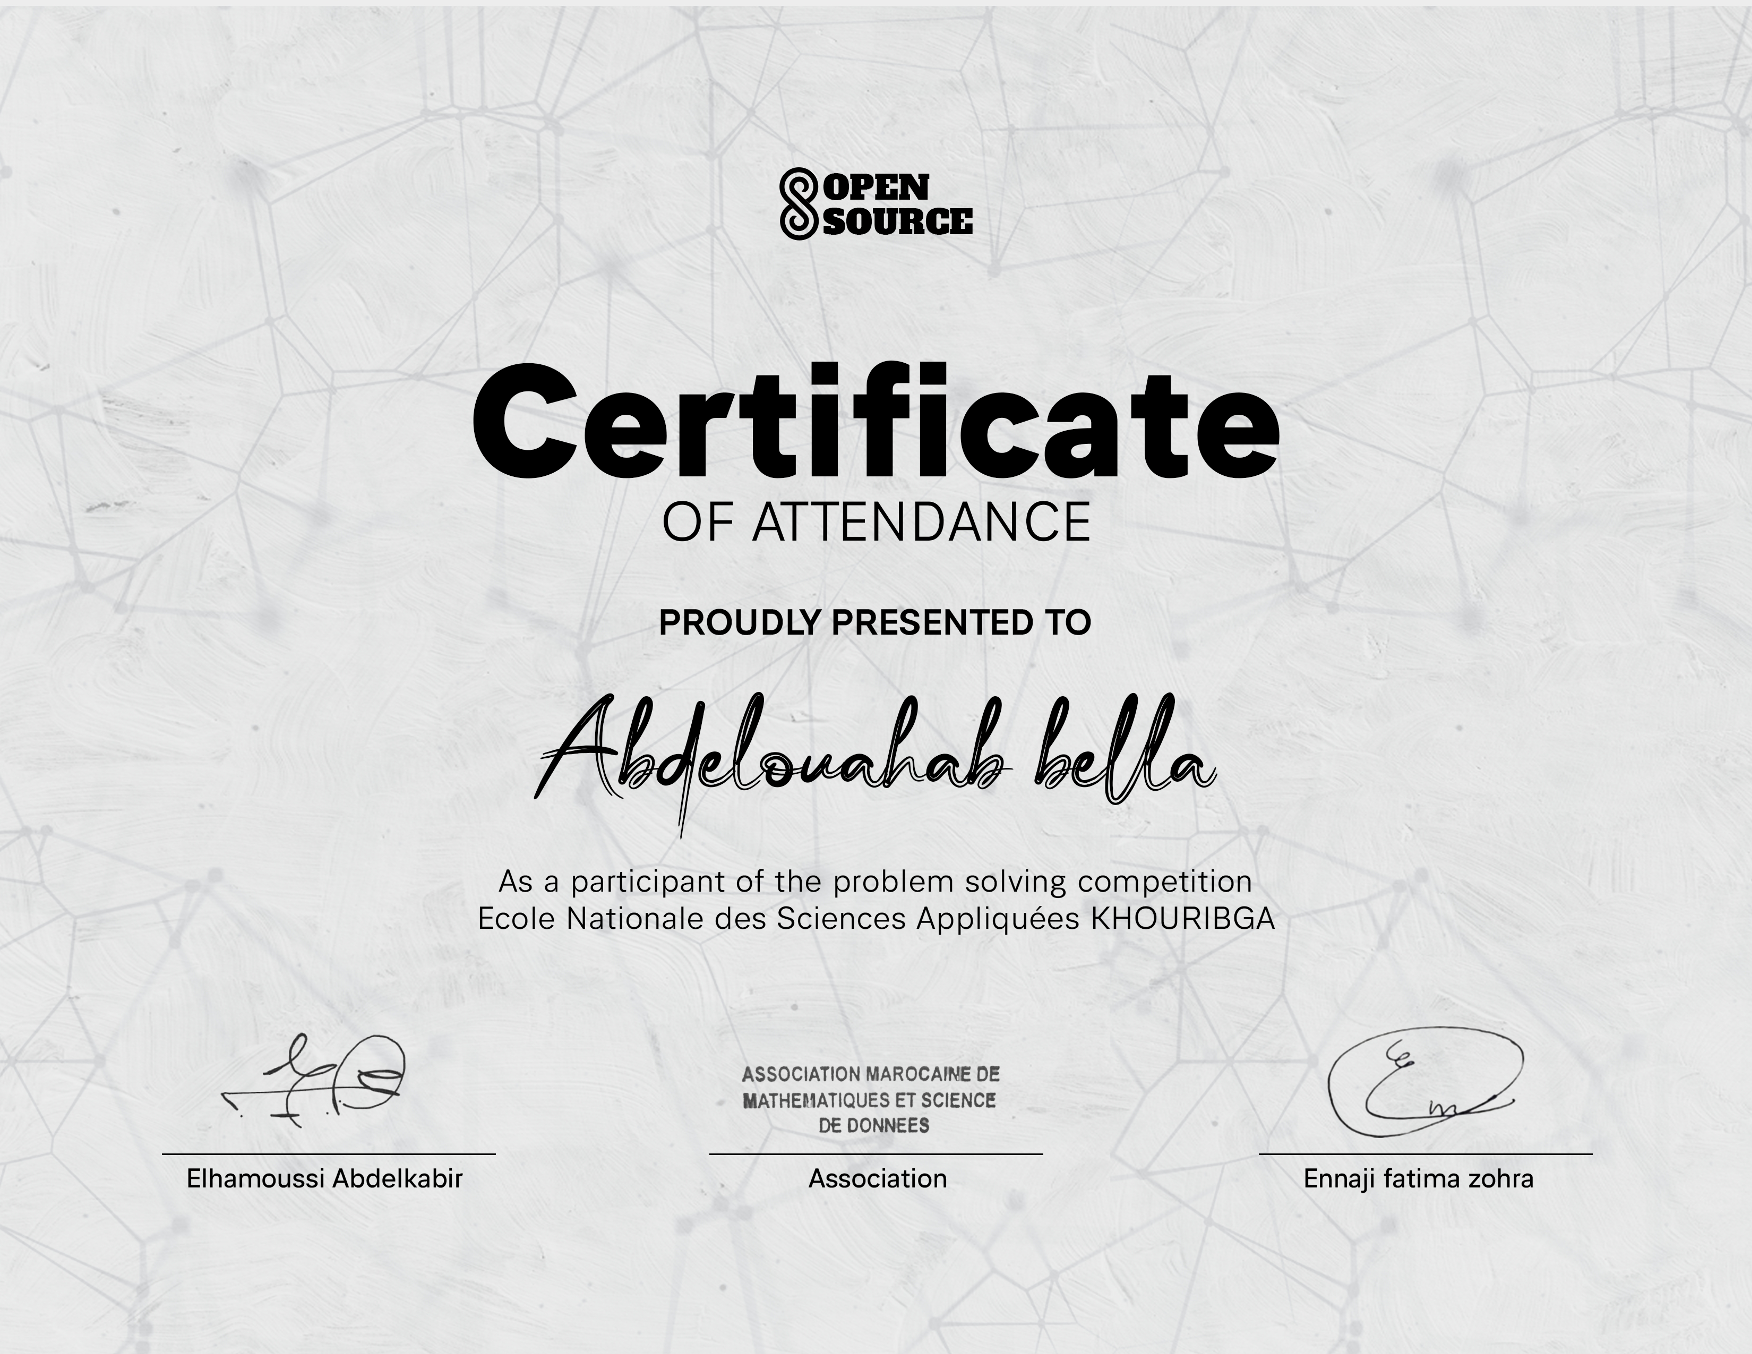 OPEN
SOURCE
Certificate
OF ATTENDANCE
PROUDLY PRESENTED TO
Abdelouahab bella
As a participant of the problem solving competition
Ecole Nationale des Sciences Appliquées KHOURIBGA
ASSOCIATION MAROCAINE DE
MATHEMATIQUES ET SCIENCE
DE DONNEES
Elhamoussi Abdelkabir
Association
Ennaji fatima zohra